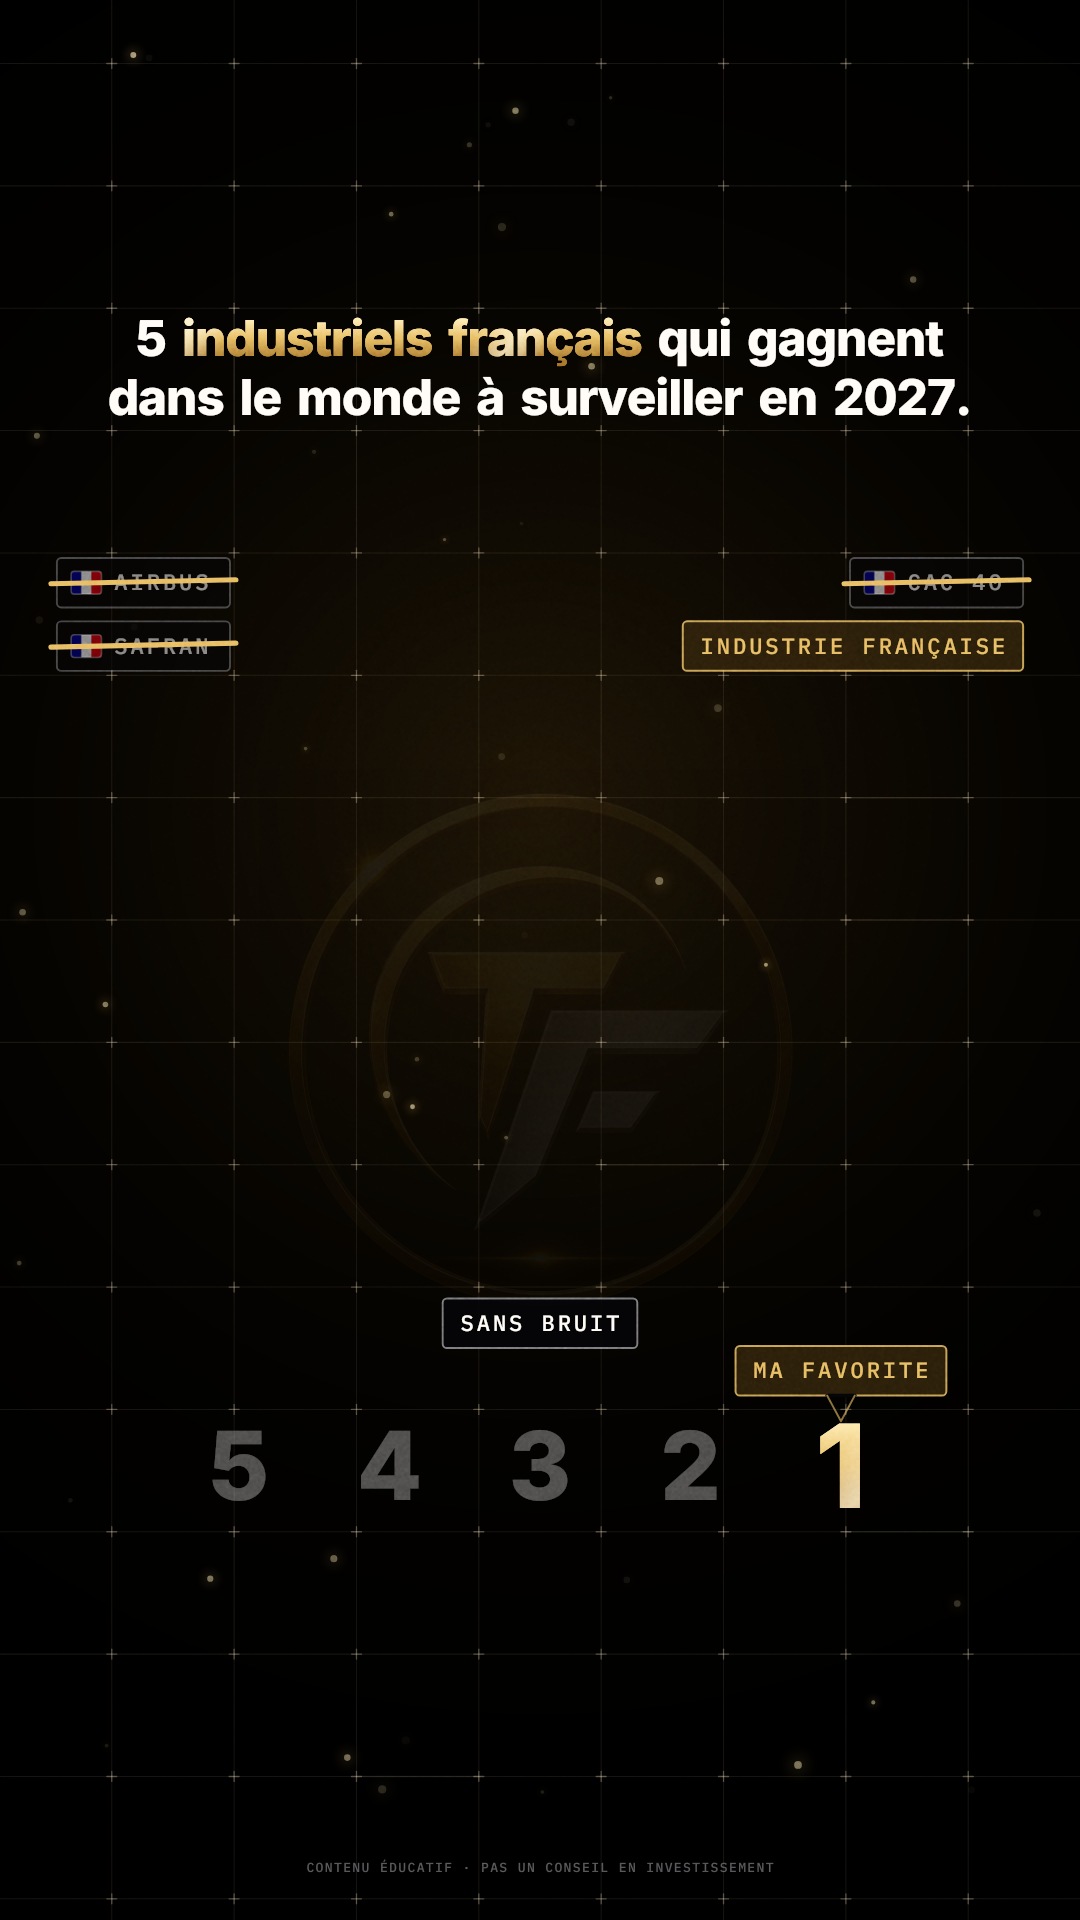 5 industriels français qui gagnent
dans le monde à surveiller en 2027.
AIRBUS
CAC 40
SAFRAN
INDUSTRIE FRANÇAISE
TF
SANS BRUIT
MA FAVORITE
5 4 3 2 1
CONTENU ÉDUCATIF · PAS UN CONSEIL EN INVESTISSEMENT